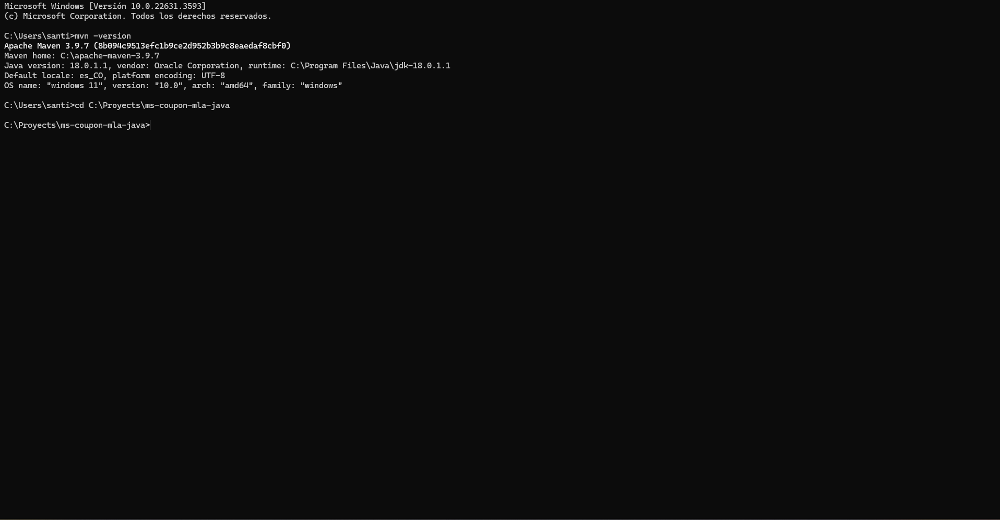 Microsoft Windows [Versión 10.0.22631.3593]
(c) Microsoft Corporation. Todos los derechos reservados.
C:\Users\santi>mvn -version
Apache Maven 3.9.7 (8b094c9513efc1b9ce2d952b3b9c8eaedaf8cbf0)
Maven home: C:\apache-maven-3.9.7
Java version: 18.0.1.1, vendor: Oracle Corporation, runtime: C:\Program Files\Java\jdk-18.0.1.1
Default locale: es_CO, platform encoding: UTF-8
OS name: "windows 11", version: "10.0", arch: "amd64", family: "windows"
C:\Users\santi>cd C:\Proyects\ms-coupon-mla-java
C:\Proyects\ms-coupon-mla-java>